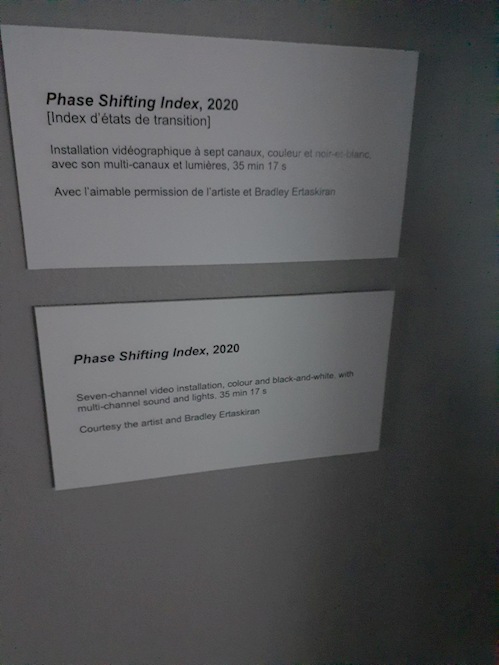 Phase Shifting Index, 2020
[Index d'états de transition]
Installation vidéographique à sept canaux, couleur et noir-et-blanc,
avec son multi-canaux et lumières, 35 min 17 s
Avec l'aimable permission de l'artiste et Bradley Ertaskiran
Phase Shifting Index, 2020
Seven-channel video installation, colour and black-and-white, with
multi-channel sound and lights, 35 min 17 s
Courtesy the artist and Bradley Ertaskiran